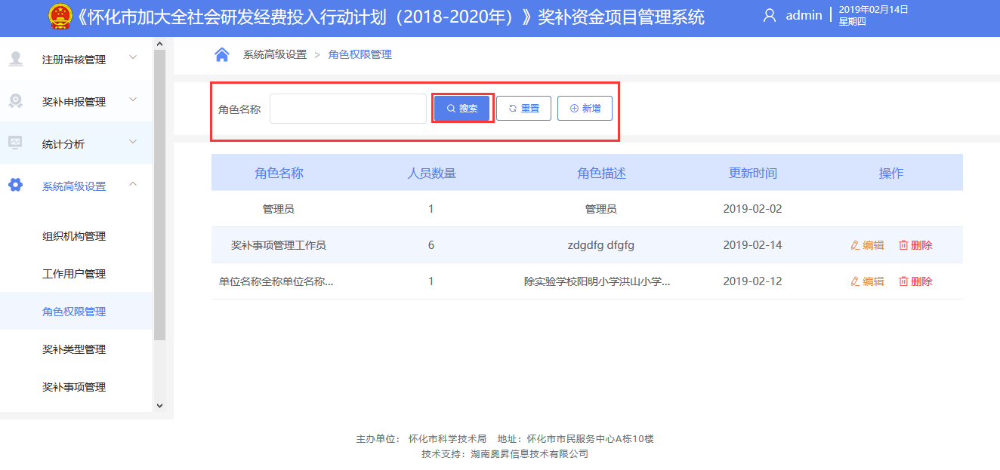 《怀化市加大全社会研发经费投入行动计划（2018-2020年）》奖补资金项目管理系统
admin
2019年02月14日
星期四
注册审核管理
奖补申报管理
统计分析
系统高级设置
组织机构管理
工作用户管理
角色权限管理
奖补类型管理
奖补事项管理
系统高级设置 > 角色权限管理
角色名称 搜索 重置 新增
角色名称 人员数量 角色描述 更新时间 操作
管理员 1 管理员 2019-02-02
奖补事项管理工作员 6 zdgdfg dfgfg 2019-02-14 编辑 删除
单位名称全称单位名称... 1 除实验学校阳明小学洪山小学... 2019-02-12 编辑 删除
主办单位： 怀化市科学技术局 地址：怀化市市民服务中心A栋10楼
技术支持：湖南奥昇信息技术有限公司